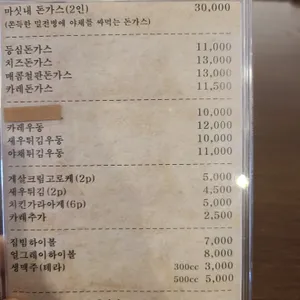 마싯내 돈가스(2인) 30,000
(쫀득한 밀전병에 야채를 싸먹는 돈가스)
등심돈가스 11,000
치즈돈가스 13,000
매콤철판돈가스 13,000
카레돈가스 11,500
10,000
카레우동 12,000
새우튀김우동 10,000
야채튀김우동 11,000
게살크림고로케(2p) 5,000
새우튀김(2p) 4,500
치킨가라아게(6p) 5,000
카레추가 2,500
짐빔하이볼 7,000
얼그레이하이볼 8,000
생맥주(테라) 300cc 3,000
500cc 5,000